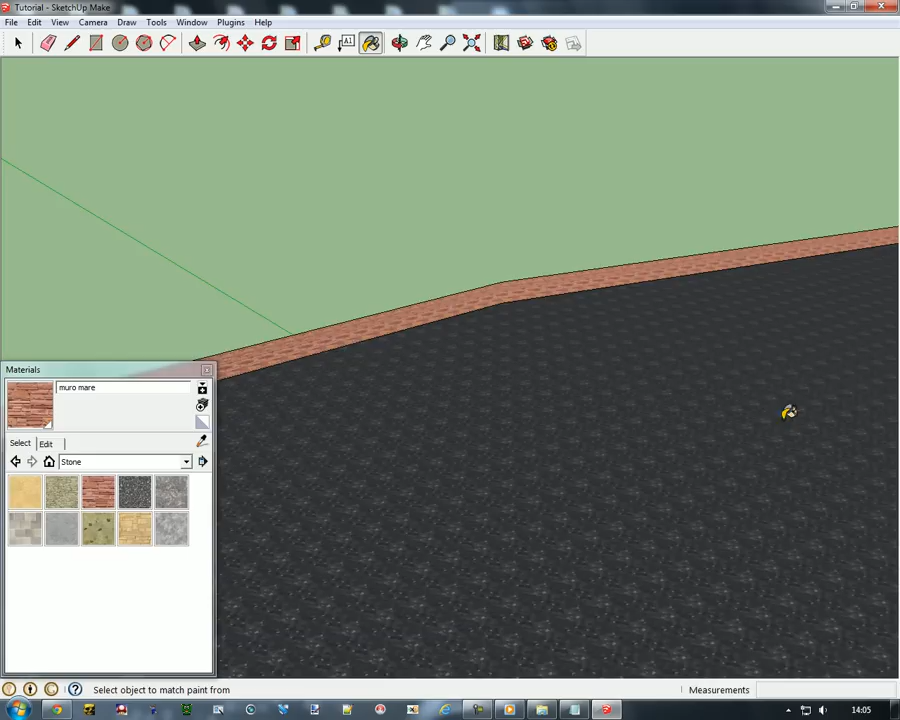 Tutorial - SketchUp Make
File Edit View Camera Draw Tools Window Plugins Help
A1
Materials
muro mare
Select Edit
Stone
Select object to match paint from
Measurements
14:05